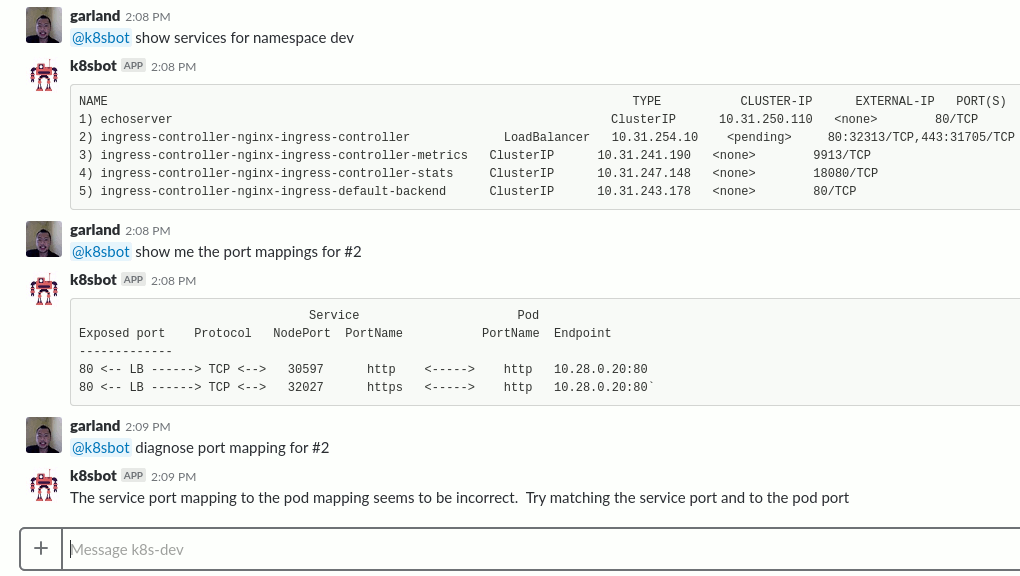 garland 2:08 PM
@k8sbot show services for namespace dev
k8sbot APP 2:08 PM
NAME TYPE CLUSTER-IP EXTERNAL-IP PORT(S)
1) echoserver ClusterIP 10.31.250.110 <none> 80/TCP
2) ingress-controller-nginx-ingress-controller LoadBalancer 10.31.254.10 <pending> 80:32313/TCP,443:31705/TCP
3) ingress-controller-nginx-ingress-controller-metrics ClusterIP 10.31.241.190 <none> 9913/TCP
4) ingress-controller-nginx-ingress-controller-stats ClusterIP 10.31.247.148 <none> 18080/TCP
5) ingress-controller-nginx-ingress-default-backend ClusterIP 10.31.243.178 <none> 80/TCP
garland 2:08 PM
@k8sbot show me the port mappings for #2
k8sbot APP 2:08 PM
Service Pod
Exposed port Protocol NodePort PortName PortName Endpoint
-------------
80 <-- LB ------> TCP <--> 30597 http <-----> http 10.28.0.20:80
80 <-- LB ------> TCP <--> 32027 https <-----> http 10.28.0.20:80`
garland 2:09 PM
@k8sbot diagnose port mapping for #2
k8sbot APP 2:09 PM
The service port mapping to the pod mapping seems to be incorrect. Try matching the service port and to the pod port
+ Message k8s-dev